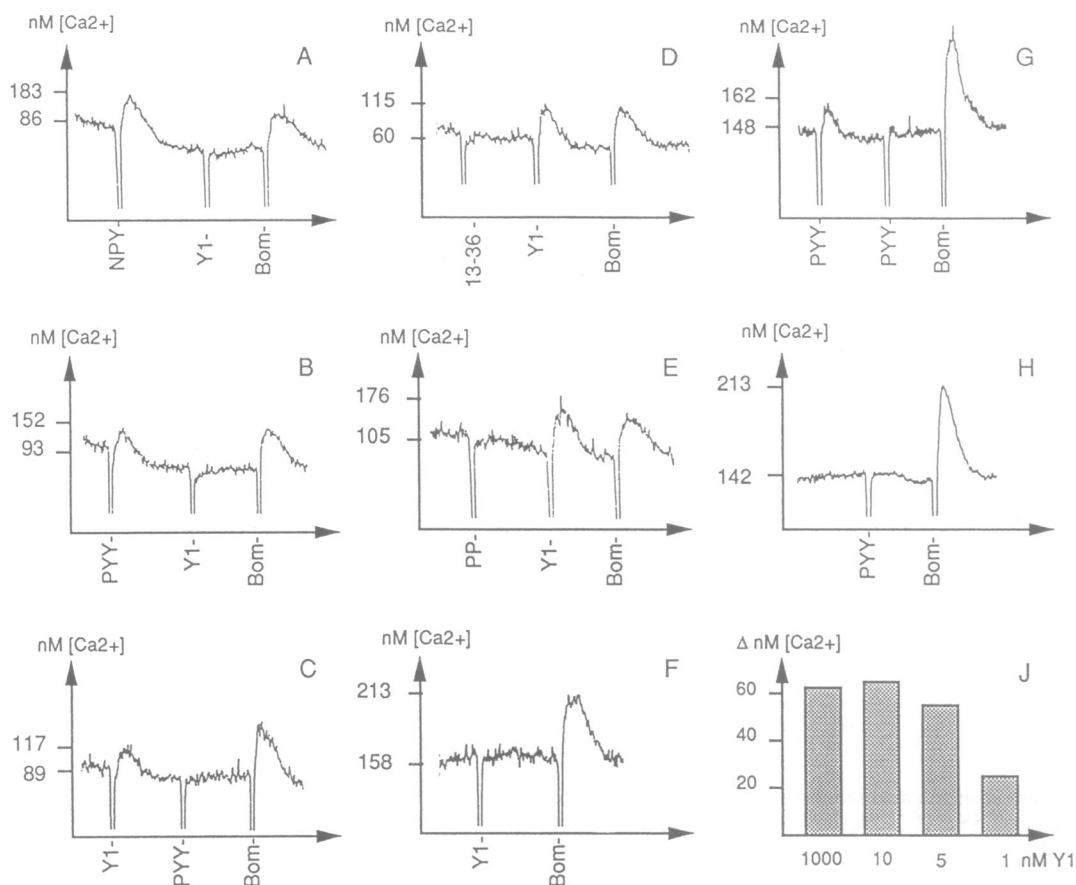 nM [Ca2+]
A
183
86
NPY-
Y1-
Bom-
nM [Ca2+]
D
115
60
13-36-
Y1-
Bom-
nM [Ca2+]
G
162
148
PYY-
PYY-
Bom-
nM [Ca2+]
B
152
93
PYY-
Y1-
Bom-
nM [Ca2+]
E
176
105
PP-
Y1-
Bom-
nM [Ca2+]
H
213
142
PYY-
Bom-
nM [Ca2+]
C
117
89
Y1-
PYY-
Bom-
nM [Ca2+]
F
213
158
Y1-
Bom-
Δ nM [Ca2+]
J
60
40
20
1000 10 5 1 nM Y1